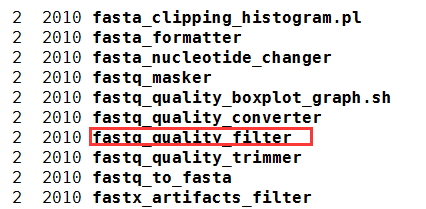 2 2010 fasta_clipping_histogram.pl
2 2010 fasta_formatter
2 2010 fasta_nucleotide_changer
2 2010 fastq_masker
2 2010 fastq_quality_boxplot_graph.sh
2 2010 fastq_quality_converter
2 2010 fastq_quality_filter
2 2010 fastq_quality_trimmer
2 2010 fastq_to_fasta
2 2010 fastx_artifacts_filter